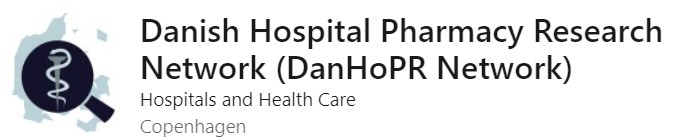 Danish Hospital Pharmacy Research
Network (DanHoPR Network)
Hospitals and Health Care
Copenhagen